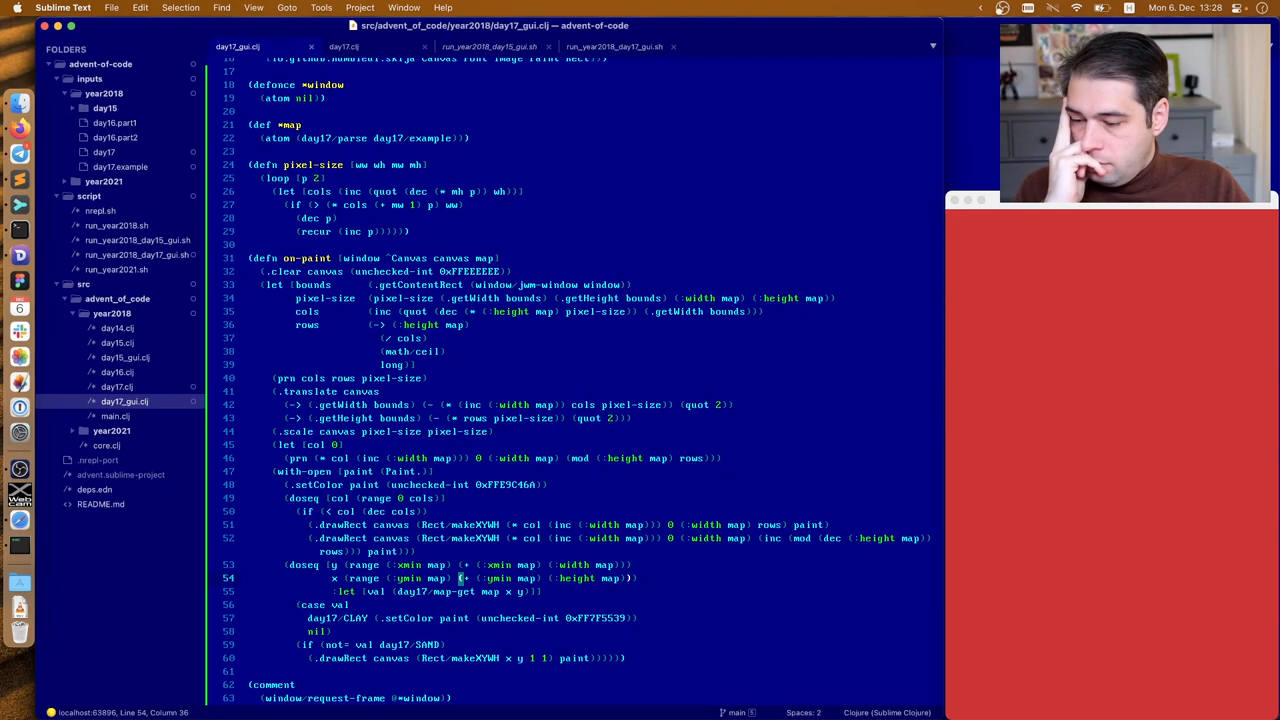 Sublime Text File Edit Selection Find View Goto Tools Project Window Help
Mon 6. Dec 13:28
src/advent_of_code/year2018/day17_gui.clj — advent-of-code
FOLDERS
advent-of-code
inputs
year2018
day15
day16.part1
day16.part2
day17
day17.example
year2021
script
nrepl.sh
run_year2018.sh
run_year2018_day15_gui.sh
run_year2018_day17_gui.sh
run_year2021.sh
src
advent_of_code
year2018
day14.clj
day15.clj
day15_gui.clj
day16.clj
day17.clj
day17_gui.clj
main.clj
year2021
core.clj
.nrepl-port
advent.sublime-project
deps.edn
README.md
day17_gui.clj
day17.clj
run_year2018_day15_gui.sh
run_year2018_day17_gui.sh
17
18 (defonce *window
19   (atom nil))
20
21 (def *map
22   (atom (day17/parse day17/example)))
23
24 (defn pixel-size [ww wh mw mh]
25   (loop [p 2]
26     (let [cols (inc (quot (dec (* mh p)) wh))]
27       (if (> (* cols (+ mw 1) p) ww)
28         (dec p)
29         (recur (inc p))))))
30
31 (defn on-paint [window ^Canvas canvas map]
32   (.clear canvas (unchecked-int 0xFFEEEEEE))
33   (let [bounds      (.getContentRect (window/jwm-window window))
34         pixel-size  (pixel-size (.getWidth bounds) (.getHeight bounds) (:width map) (:height map))
35         cols        (inc (quot (dec (* (:height map) pixel-size)) (.getWidth bounds)))
36         rows        (-> (:height map)
37                       (/ cols)
38                       (math/ceil)
39                       long)]
40     (prn cols rows pixel-size)
41     (.translate canvas
42       (-> (.getWidth bounds) (- (* (inc (:width map)) cols pixel-size)) (quot 2))
43       (-> (.getHeight bounds) (- (* rows pixel-size)) (quot 2)))
44     (.scale canvas pixel-size pixel-size)
45     (let [col 0]
46       (prn (* col (inc (:width map))) 0 (:width map) (mod (:height map) rows)))
47     (with-open [paint (Paint.)]
48       (.setColor paint (unchecked-int 0xFFE9C46A))
49       (doseq [col (range 0 cols)]
50         (if (< col (dec cols))
51           (.drawRect canvas (Rect/makeXYWH (* col (inc (:width map))) 0 (:width map) rows) paint)
52           (.drawRect canvas (Rect/makeXYWH (* col (inc (:width map))) 0 (:width map) (inc (mod (dec (:height map))
rows))) paint)))
53       (doseq [y (range (:xmin map) (+ (:xmin map) (:width map)))
54               x (range (:ymin map) (+ (:ymin map) (:height map)))
55               :let [val (day17/map-get map x y)]]
56         (case val
57           day17/CLAY (.setColor paint (unchecked-int 0xFF7F5539))
58           nil)
59         (if (not= val day17/SAND)
60           (.drawRect canvas (Rect/makeXYWH x y 1 1) paint))))))
61
62 (comment
63   (window/request-frame @*window))
localhost:63896, Line 54, Column 36
main 5
Spaces: 2
Clojure (Sublime Clojure)